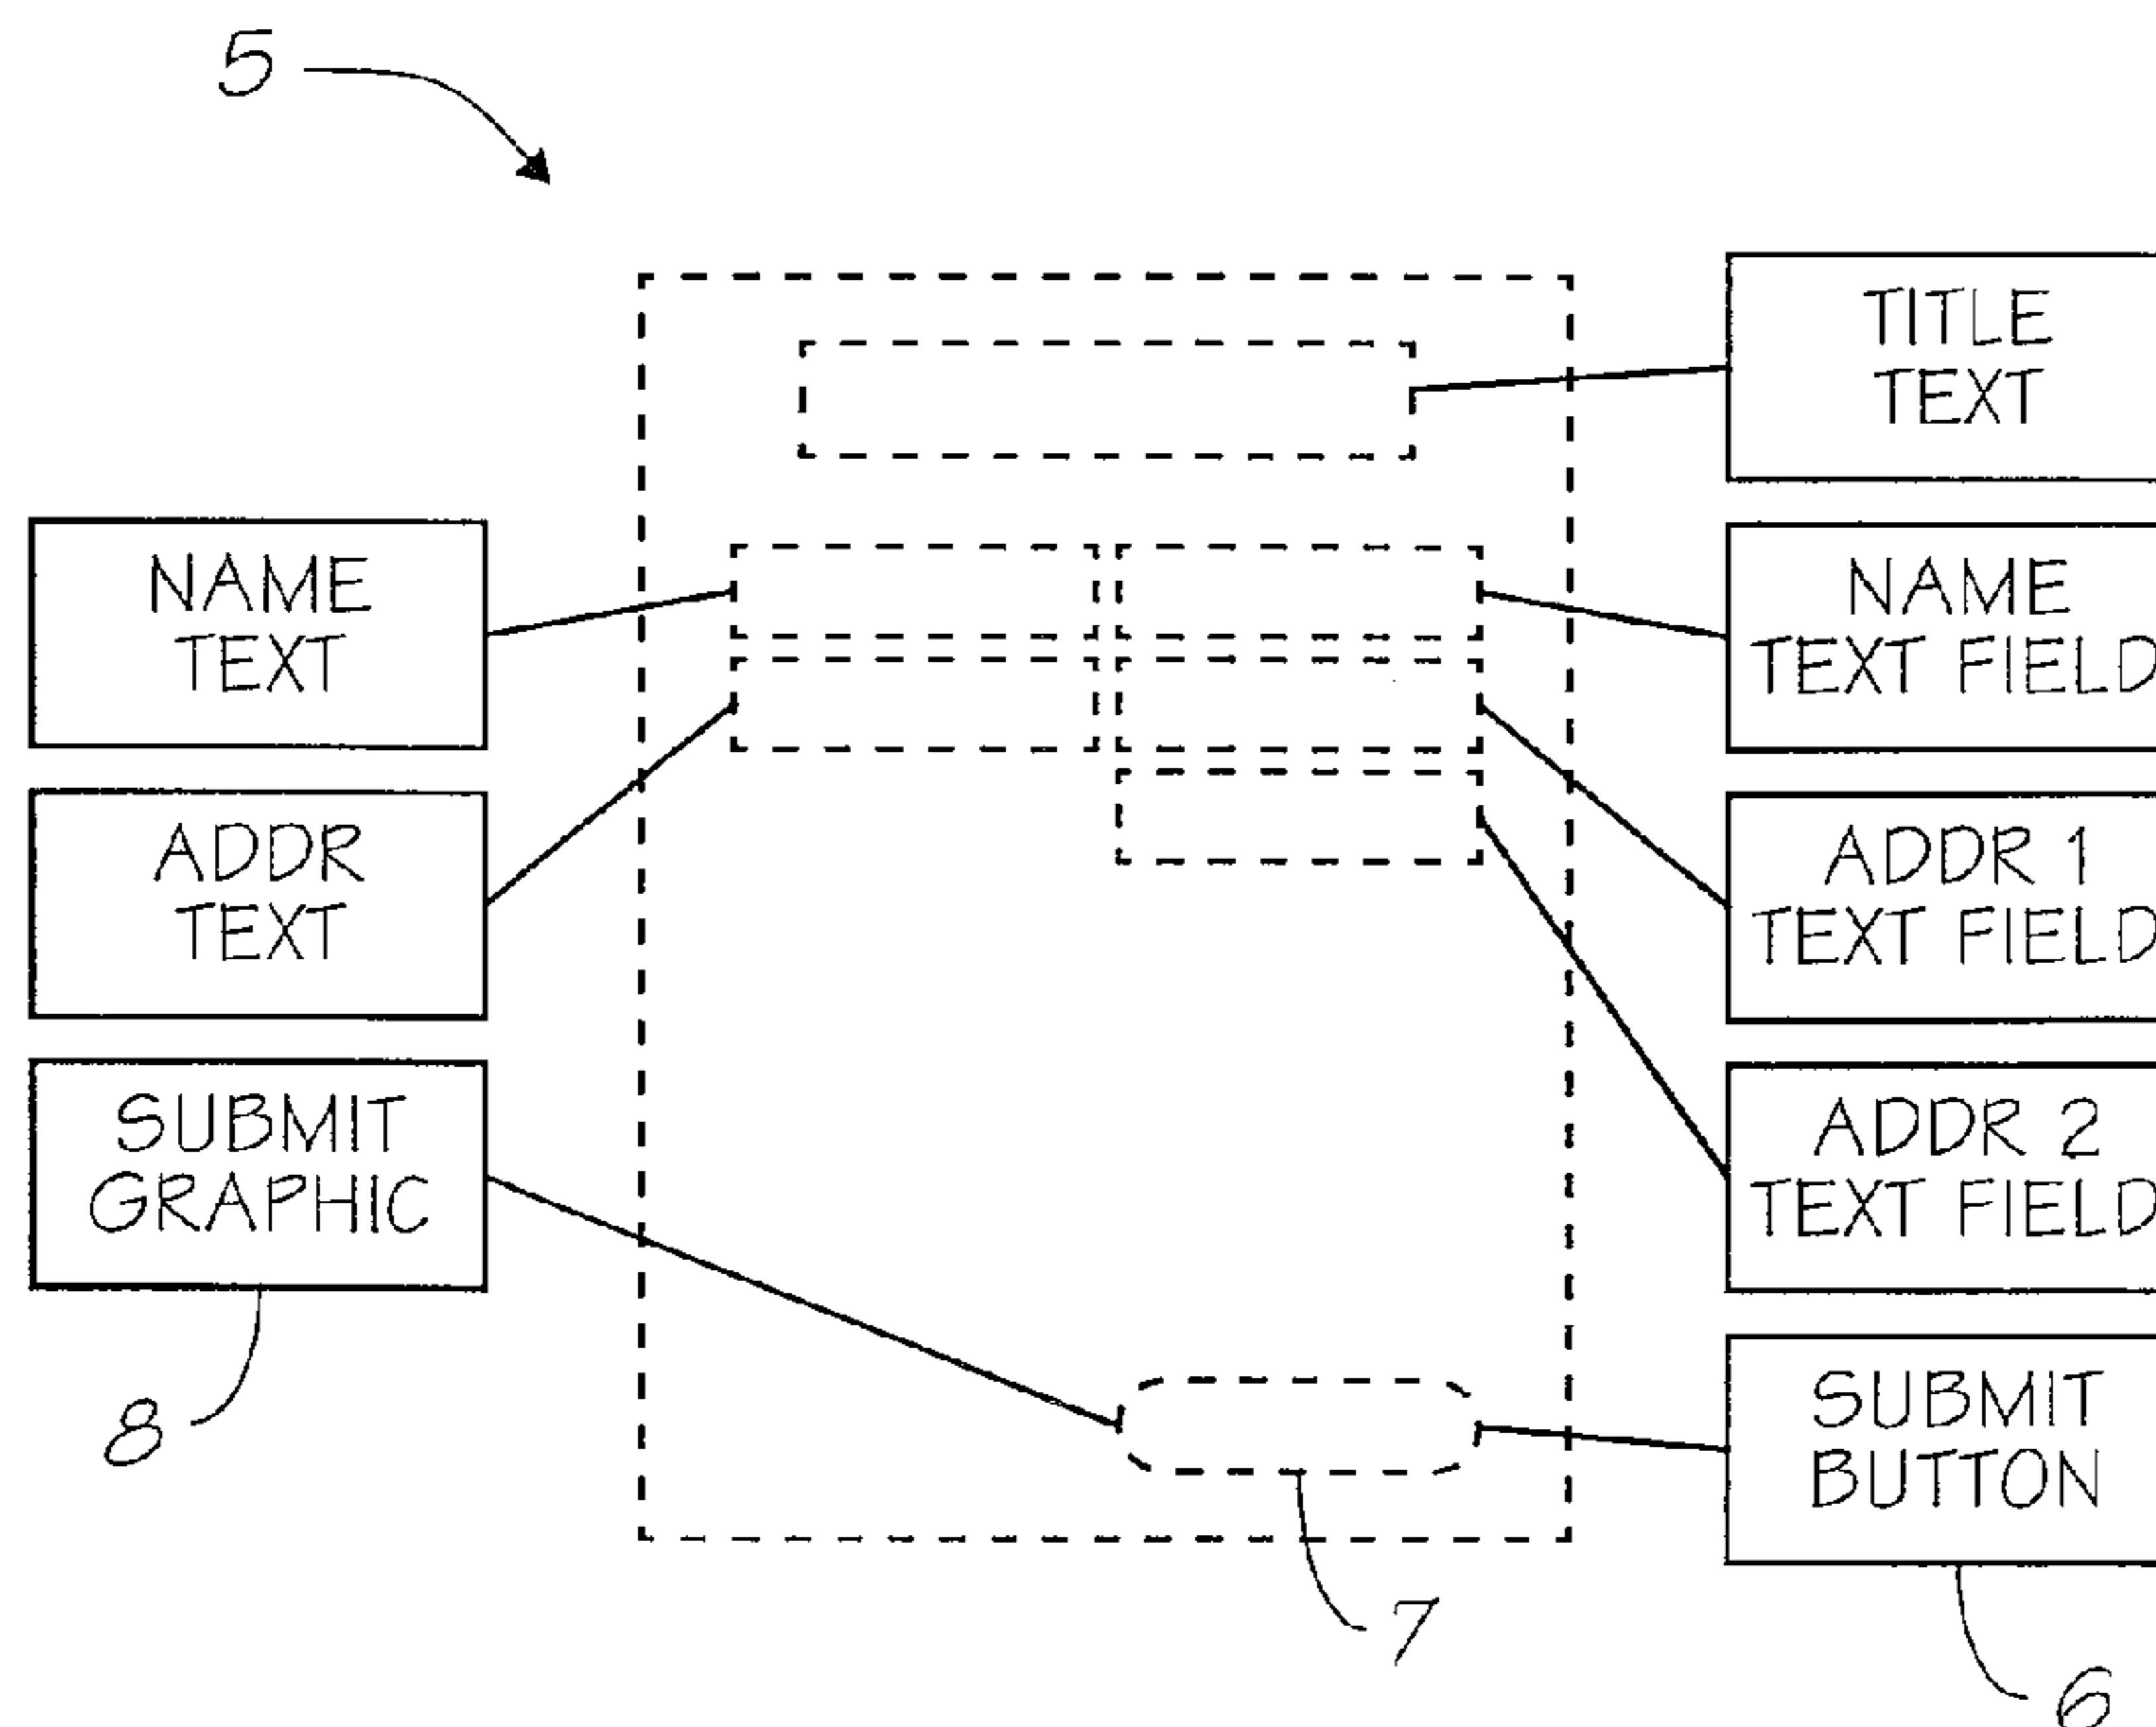 5
TITLE
TEXT
NAME
TEXT
NAME
TEXT FIELD
ADDR
TEXT
ADDR 1
TEXT FIELD
SUBMIT
GRAPHIC
ADDR 2
TEXT FIELD
SUBMIT
BUTTON
8
7
6